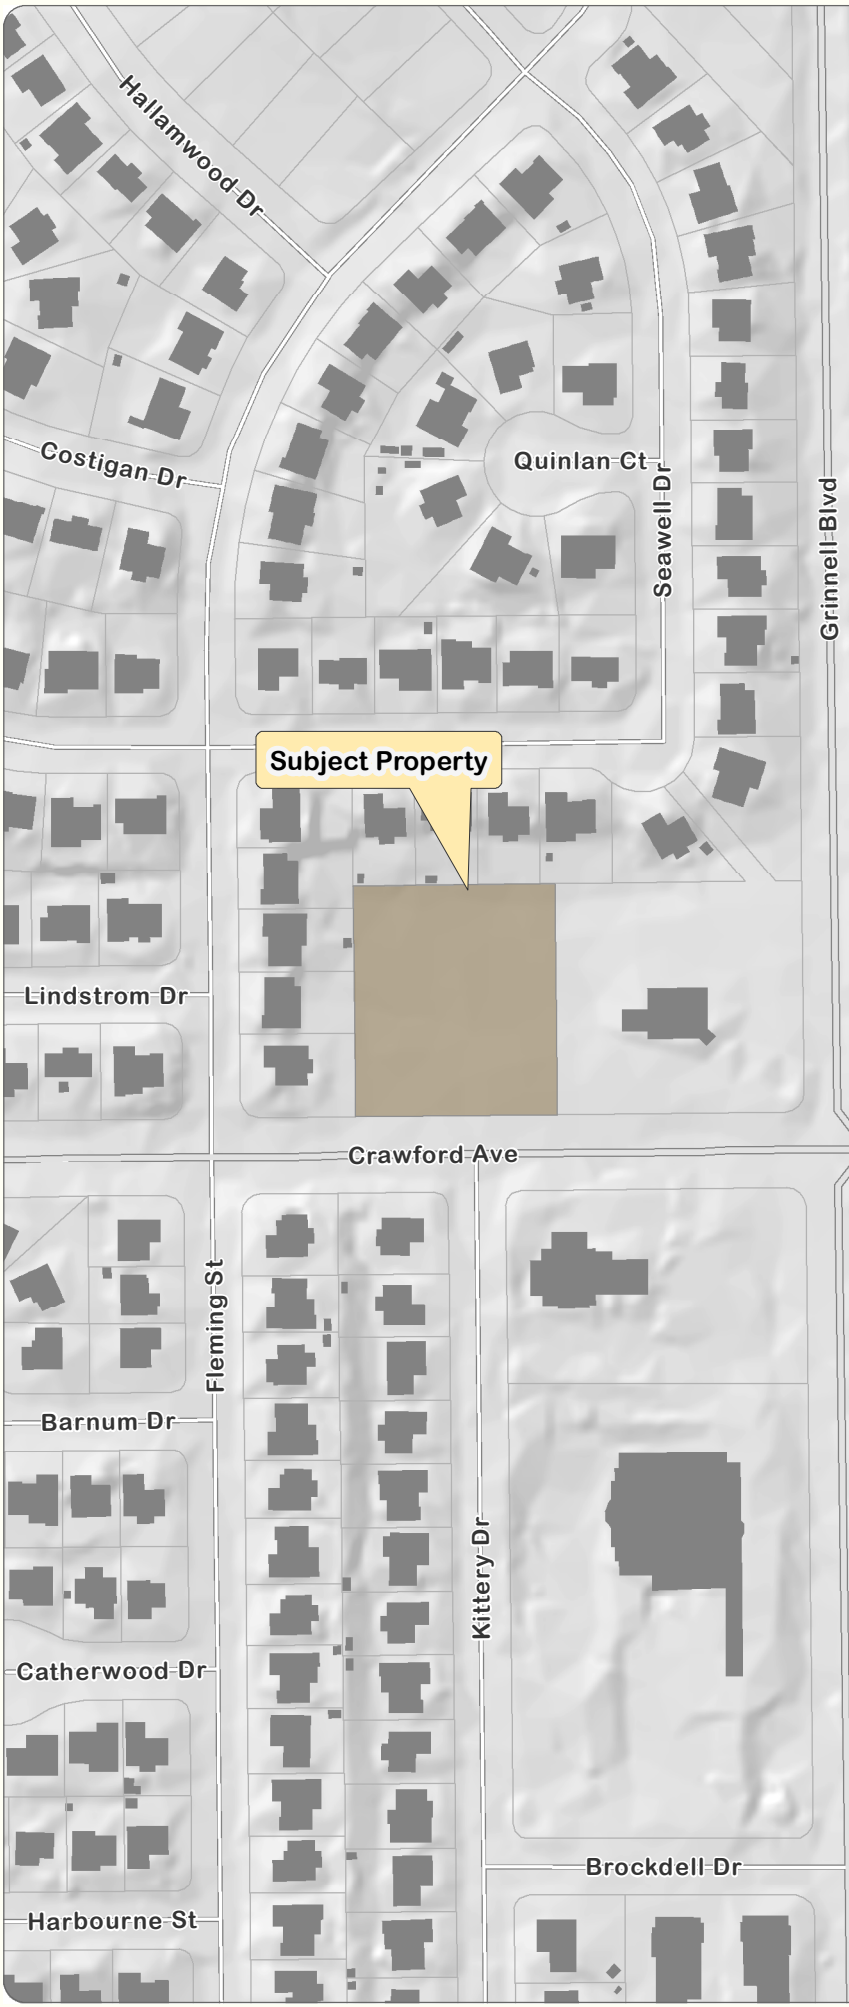 Hallamwood Dr
Costigan Dr
Quinlan Ct
Seawell Dr
Grinnell Blvd
Subject Property
Lindstrom Dr
Crawford Ave
Fleming St
Barnum Dr
Kittery Dr
Catherwood Dr
Brockdell Dr
Harbourne St